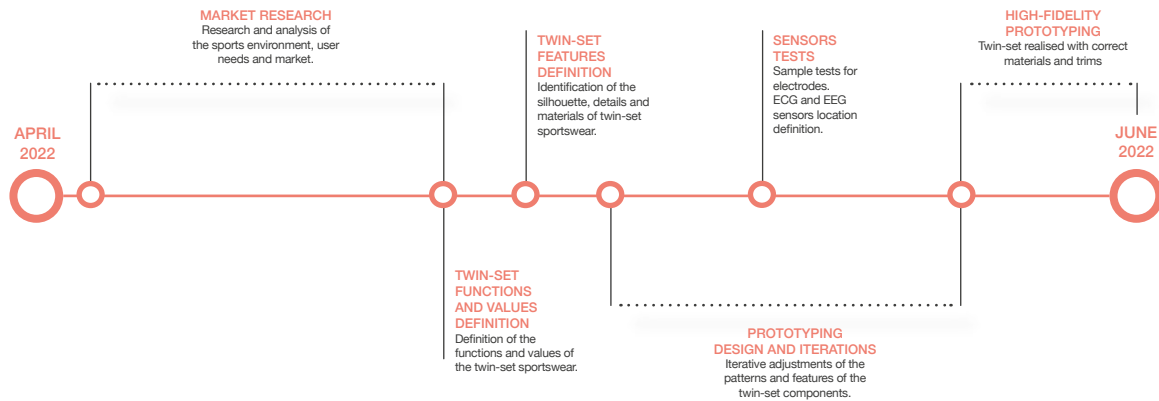 APRIL
2022
MARKET RESEARCH
Research and analysis of
the sports environment, user
needs and market.
TWIN-SET
FUNCTIONS
AND VALUES
DEFINITION
Definition of the
functions and values of
the twin-set sportswear.
TWIN-SET
FEATURES
DEFINITION
Identification of the
silhouette, details and
materials of twin-set
sportswear.
PROTOTYPING
DESIGN AND ITERATIONS
Iterative adjustments of the
patterns and features of the
twin-set components.
SENSORS
TESTS
Sample tests for
electrodes.
ECG and EEG
sensors location
definition.
HIGH-FIDELITY
PROTOTYPING
Twin-set realised with correct
materials and trims
JUNE
2022